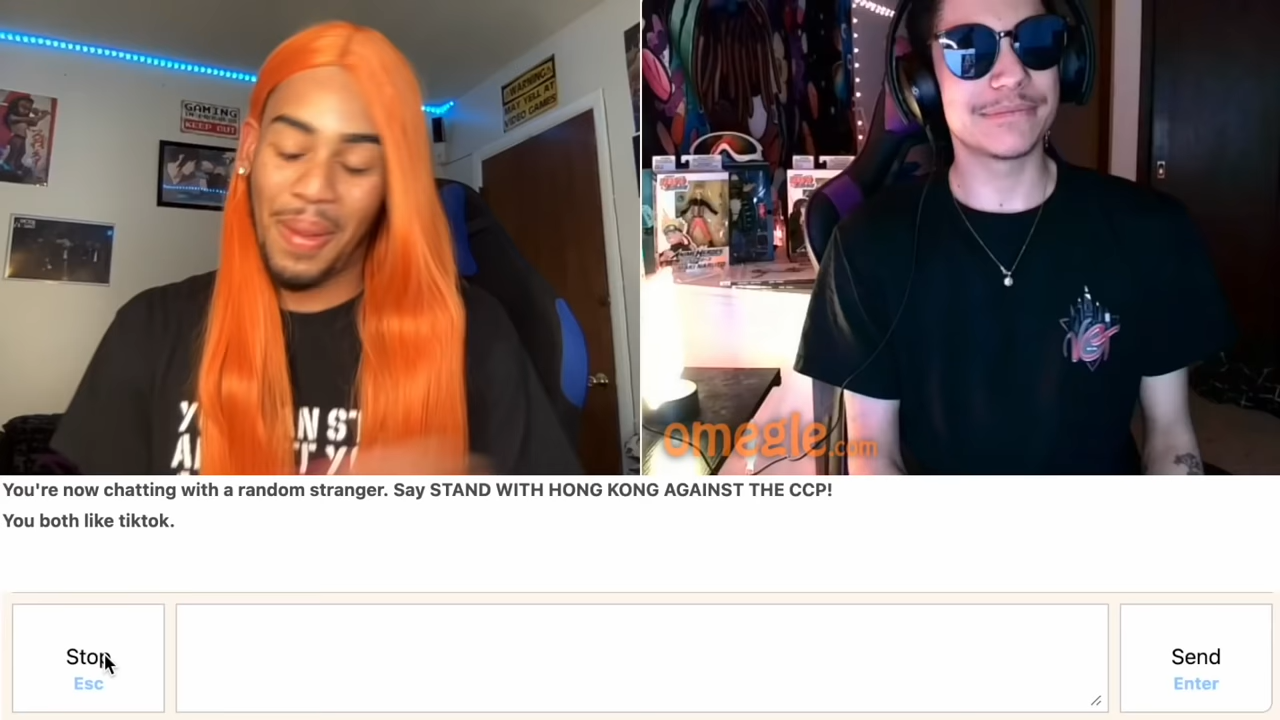 GAMING
KEEP OUT
WARNING:
MAY YELL AT
VIDEO GAMES
omegle.com
You're now chatting with a random stranger. Say STAND WITH HONG KONG AGAINST THE CCP!
You both like tiktok.
Stop
Esc
Send
Enter